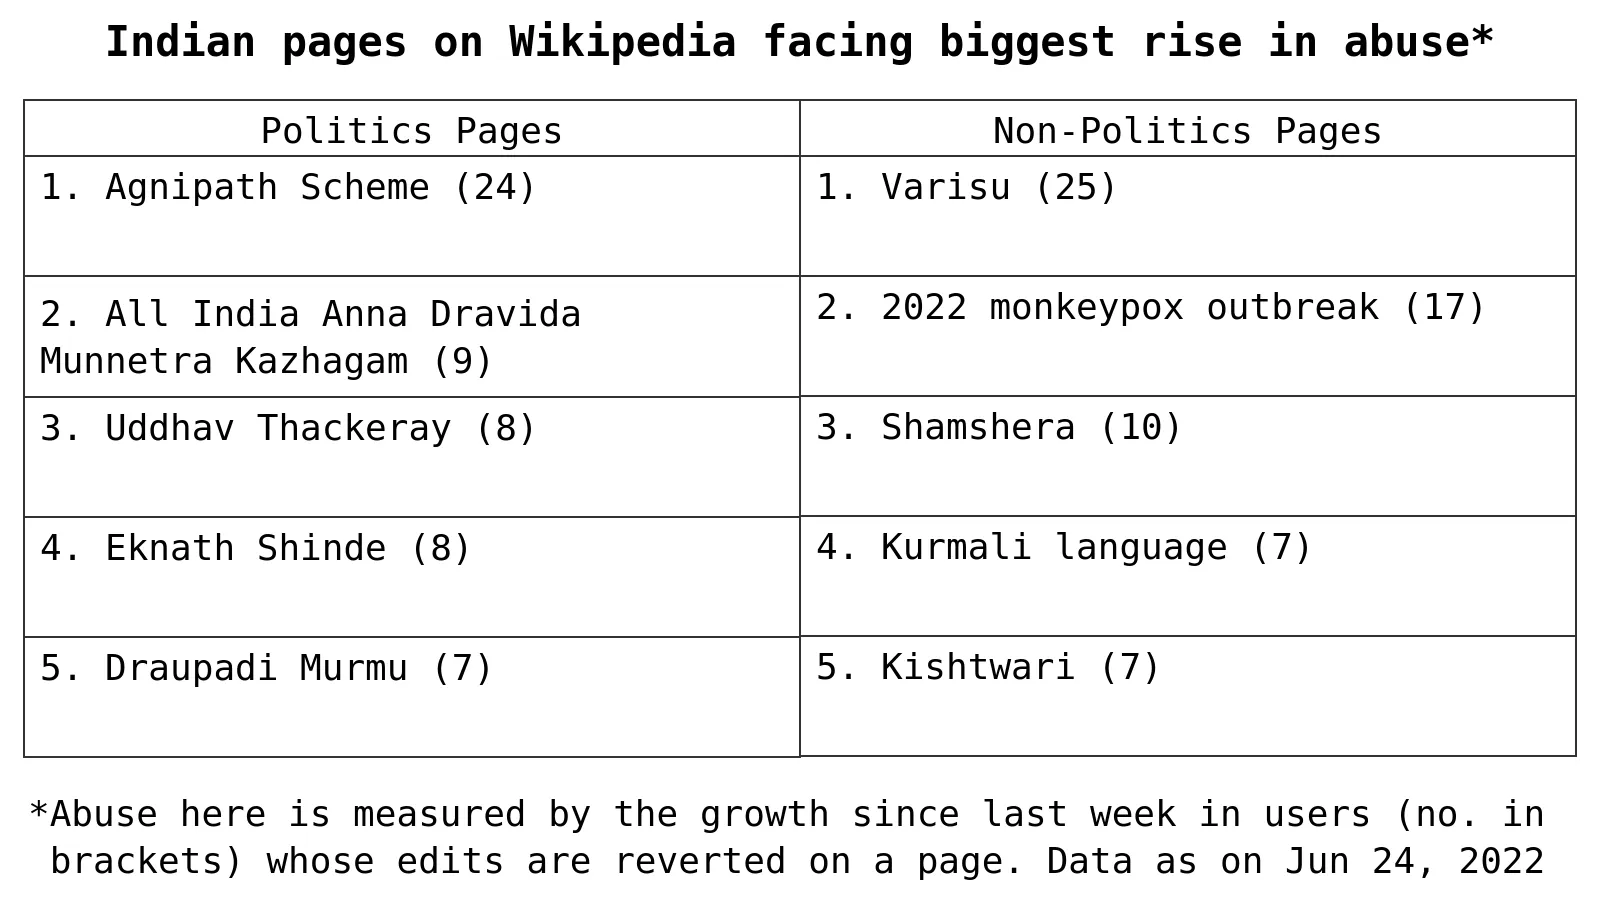 Indian pages on Wikipedia facing biggest rise in abuse*
Politics Pages
Non-Politics Pages
1. Agnipath Scheme (24)
1. Varisu (25)
2. All India Anna Dravida
Munnetra Kazhagam (9)
2. 2022 monkeypox outbreak (17)
3. Uddhav Thackeray (8)
3. Shamshera (10)
4. Eknath Shinde (8)
4. Kurmali language (7)
5. Draupadi Murmu (7)
5. Kishtwari (7)
*Abuse here is measured by the growth since last week in users (no. in
brackets) whose edits are reverted on a page. Data as on Jun 24, 2022